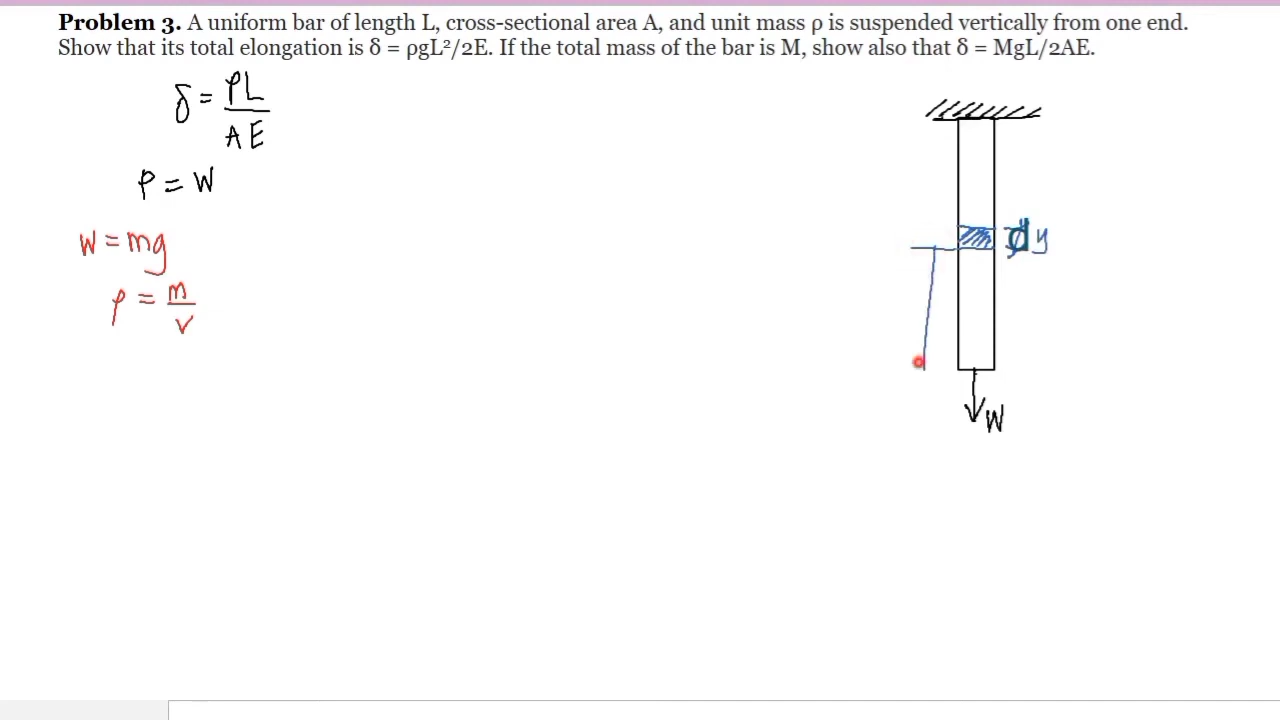 Problem 3. A uniform bar of length L, cross-sectional area A, and unit mass ρ is suspended vertically from one end.
Show that its total elongation is δ = ρgL²/2E. If the total mass of the bar is M, show also that δ = MgL/2AE.
δ = PL/AE
P = W
W = mg
ρ = m/v
dy
W